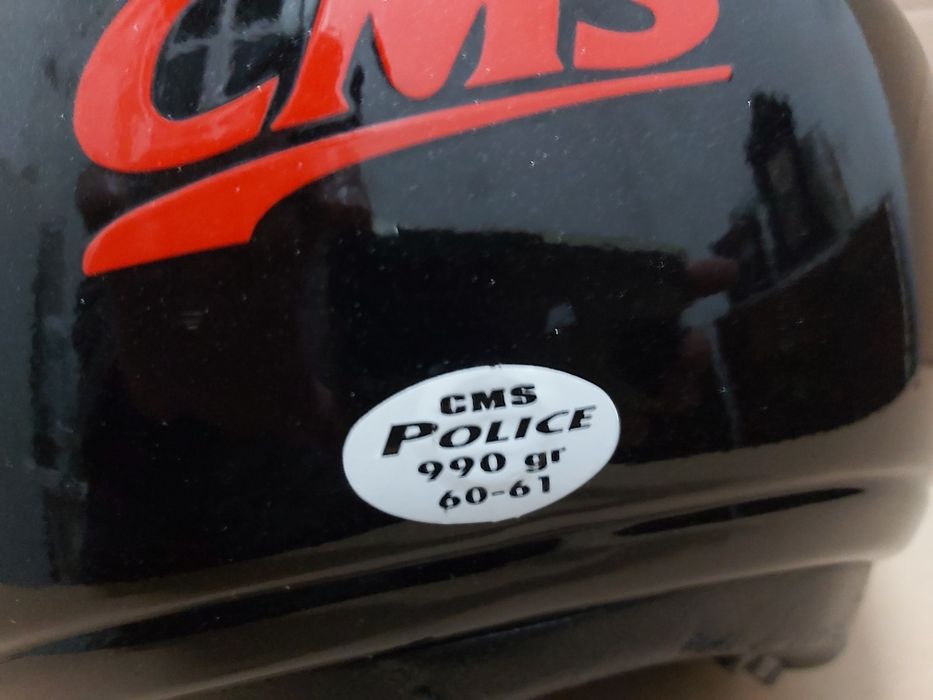 CMS
CMS
POLICE
990 gr
60-61